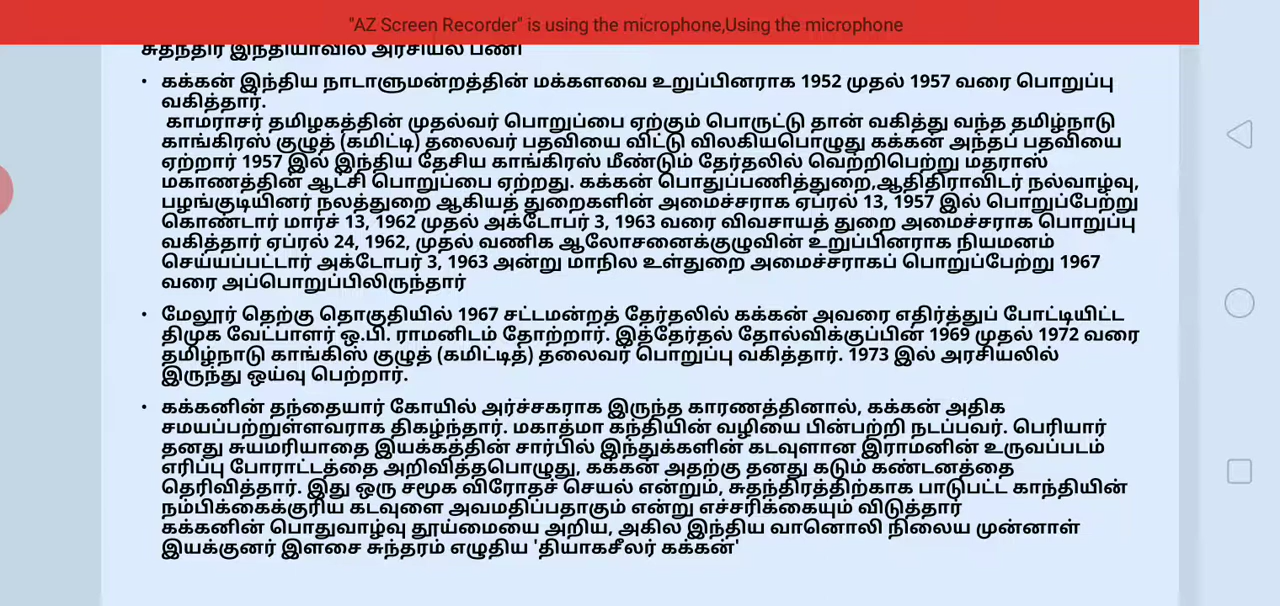 "AZ Screen Recorder" is using the microphone,Using the microphone
சுதந்திர இந்தியாவில் அரசியல் பணி
• கக்கன் இந்திய நாடாளுமன்றத்தின் மக்களவை உறுப்பினராக 1952 முதல் 1957 வரை பொறுப்பு
வகித்தார்.
காமராசர் தமிழகத்தின் முதல்வர் பொறுப்பை ஏற்கும் பொருட்டு தான் வகித்து வந்த தமிழ்நாடு
காங்கிரஸ் குழுத் (கமிட்டி) தலைவர் பதவியை விட்டு விலகியபொழுது கக்கன் அந்தப் பதவியை
ஏற்றார் 1957 இல் இந்திய தேசிய காங்கிரஸ் மீண்டும் தேர்தலில் வெற்றிபெற்று மதராஸ்
மகாணத்தின் ஆட்சி பொறுப்பை ஏற்றது. கக்கன் பொதுப்பணித்துறை,ஆதிதிராவிடர் நல்வாழ்வு,
பழங்குடியினர் நலத்துறை ஆகியத் துறைகளின் அமைச்சராக ஏப்ரல் 13, 1957 இல் பொறுப்பேற்று
கொண்டார் மார்ச் 13, 1962 முதல் அக்டோபர் 3, 1963 வரை விவசாயத் துறை அமைச்சராக பொறுப்பு
வகித்தார் ஏப்ரல் 24, 1962, முதல் வணிக ஆலோசனைக்குழுவின் உறுப்பினராக நியமனம்
செய்யப்பட்டார் அக்டோபர் 3, 1963 அன்று மாநில உள்துறை அமைச்சராகப் பொறுப்பேற்று 1967
வரை அப்பொறுப்பிலிருந்தார்
• மேலூர் தெற்கு தொகுதியில் 1967 சட்டமன்றத் தேர்தலில் கக்கன் அவரை எதிர்த்துப் போட்டியிட்ட
திமுக வேட்பாளர் ஒ.பி. ராமனிடம் தோற்றார். இத்தேர்தல் தோல்விக்குப்பின் 1969 முதல் 1972 வரை
தமிழ்நாடு காங்கிஸ் குழுத் (கமிட்டித்) தலைவர் பொறுப்பு வகித்தார். 1973 இல் அரசியலில்
இருந்து ஒய்வு பெற்றார்.
• கக்கனின் தந்தையார் கோயில் அர்ச்சகராக இருந்த காரணத்தினால், கக்கன் அதிக
சமயப்பற்றுள்ளவராக திகழ்ந்தார். மகாத்மா கந்தியின் வழியை பின்பற்றி நடப்பவர். பெரியார்
தனது சுயமரியாதை இயக்கத்தின் சார்பில் இந்துக்களின் கடவுளான இராமனின் உருவப்படம்
எரிப்பு போராட்டத்தை அறிவித்தபொழுது, கக்கன் அதற்கு தனது கடும் கண்டனத்தை
தெரிவித்தார். இது ஒரு சமூக விரோதச் செயல் என்றும், சுதந்திரத்திற்காக பாடுபட்ட காந்தியின்
நம்பிக்கைக்குரிய கடவுளை அவமதிப்பதாகும் என்று எச்சரிக்கையும் விடுத்தார்
கக்கனின் பொதுவாழ்வு தூய்மையை அறிய, அகில இந்திய வானொலி நிலைய முன்னாள்
இயக்குனர் இளசை சுந்தரம் எழுதிய 'தியாகசீலர் கக்கன்'